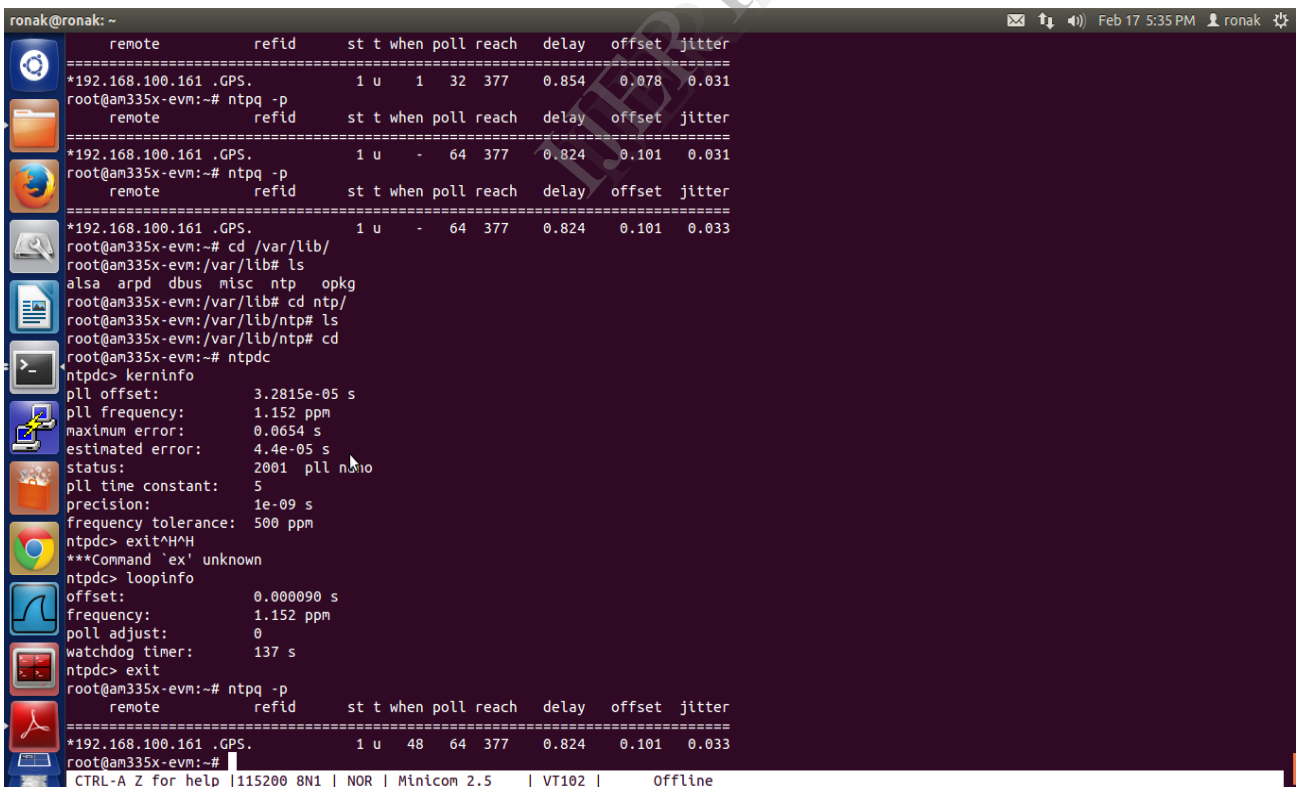 ronak@ronak: ~ Feb 17 5:35 PM ronak
     remote           refid      st t when poll reach   delay   offset  jitter
==============================================================================
*192.168.100.161 .GPS.            1 u    1   32  377    0.854    0.078   0.031
root@am335x-evm:~# ntpq -p
     remote           refid      st t when poll reach   delay   offset  jitter
==============================================================================
*192.168.100.161 .GPS.            1 u    -   64  377    0.824    0.101   0.031
root@am335x-evm:~# ntpq -p
     remote           refid      st t when poll reach   delay   offset  jitter
==============================================================================
*192.168.100.161 .GPS.            1 u    -   64  377    0.824    0.101   0.033
root@am335x-evm:~# cd /var/lib/
root@am335x-evm:/var/lib# ls
alsa  arpd  dbus  misc  ntp   opkg
root@am335x-evm:/var/lib# cd ntp/
root@am335x-evm:/var/lib/ntp# ls
root@am335x-evm:/var/lib/ntp# cd
root@am335x-evm:~# ntpdc
ntpdc> kerninfo
pll offset:           3.2815e-05 s
pll frequency:        1.152 ppm
maximum error:        0.0654 s
estimated error:      4.4e-05 s
status:               2001  pll nano
pll time constant:    5
precision:            1e-09 s
frequency tolerance:  500 ppm
ntpdc> exit^H^H
***Command `ex' unknown
ntpdc> loopinfo
offset:               0.000090 s
frequency:            1.152 ppm
poll adjust:          0
watchdog timer:       137 s
ntpdc> exit
root@am335x-evm:~# ntpq -p
     remote           refid      st t when poll reach   delay   offset  jitter
==============================================================================
*192.168.100.161 .GPS.            1 u   48   64  377    0.824    0.101   0.033
root@am335x-evm:~#
CTRL-A Z for help |115200 8N1 | NOR | Minicom 2.5    | VT102 |      Offline